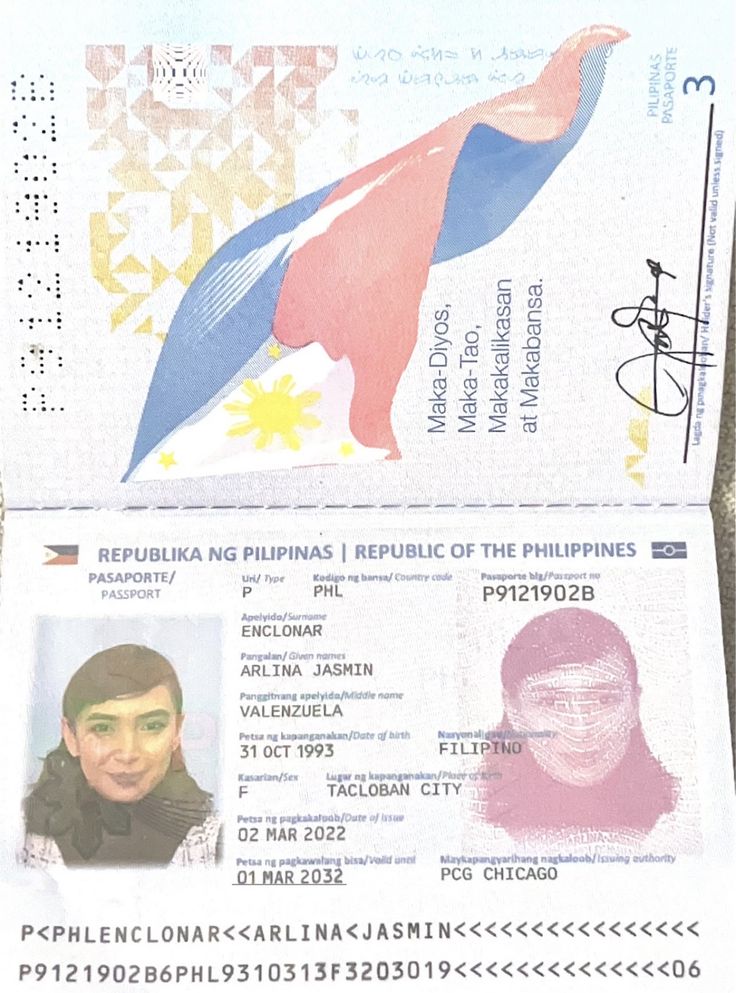 P9121902B
PILIPINAS
PASAPORTE
3
Maka-Diyos,
Maka-Tao,
Makakalikasan
at Makabansa.
Lagda ng pinagkalooban/ Holder's signature (Not valid unless signed)
REPUBLIKA NG PILIPINAS | REPUBLIC OF THE PHILIPPINES
PASAPORTE/
PASSPORT
Uri/ Type
Kodigo ng bansa/ Country code
Pasaporte blg/Passport no
P
PHL
P9121902B
Apelyido/Surname
ENCLONAR
Pangalan/ Given names
ARLINA JASMIN
Panggitnang apelyido/Middle name
VALENZUELA
Petsa ng kapanganakan/Date of birth
Nasyonalidad/Nationality
31 OCT 1993
FILIPINO
Kasarian/Sex
Lugar ng kapanganakan/Place of birth
F
TACLOBAN CITY
Petsa ng pagkakaloob/Date of issue
02 MAR 2022
Petsa ng pagkawalang bisa/Valid until
Maykapangyarihang nagkaloob/Issuing authority
01 MAR 2032
PCG CHICAGO
P<PHLENCLONAR<<ARLINA<JASMIN<<<<<<<<<<<<<<<<
P9121902B6PHL9310313F3203019<<<<<<<<<<<<<<06